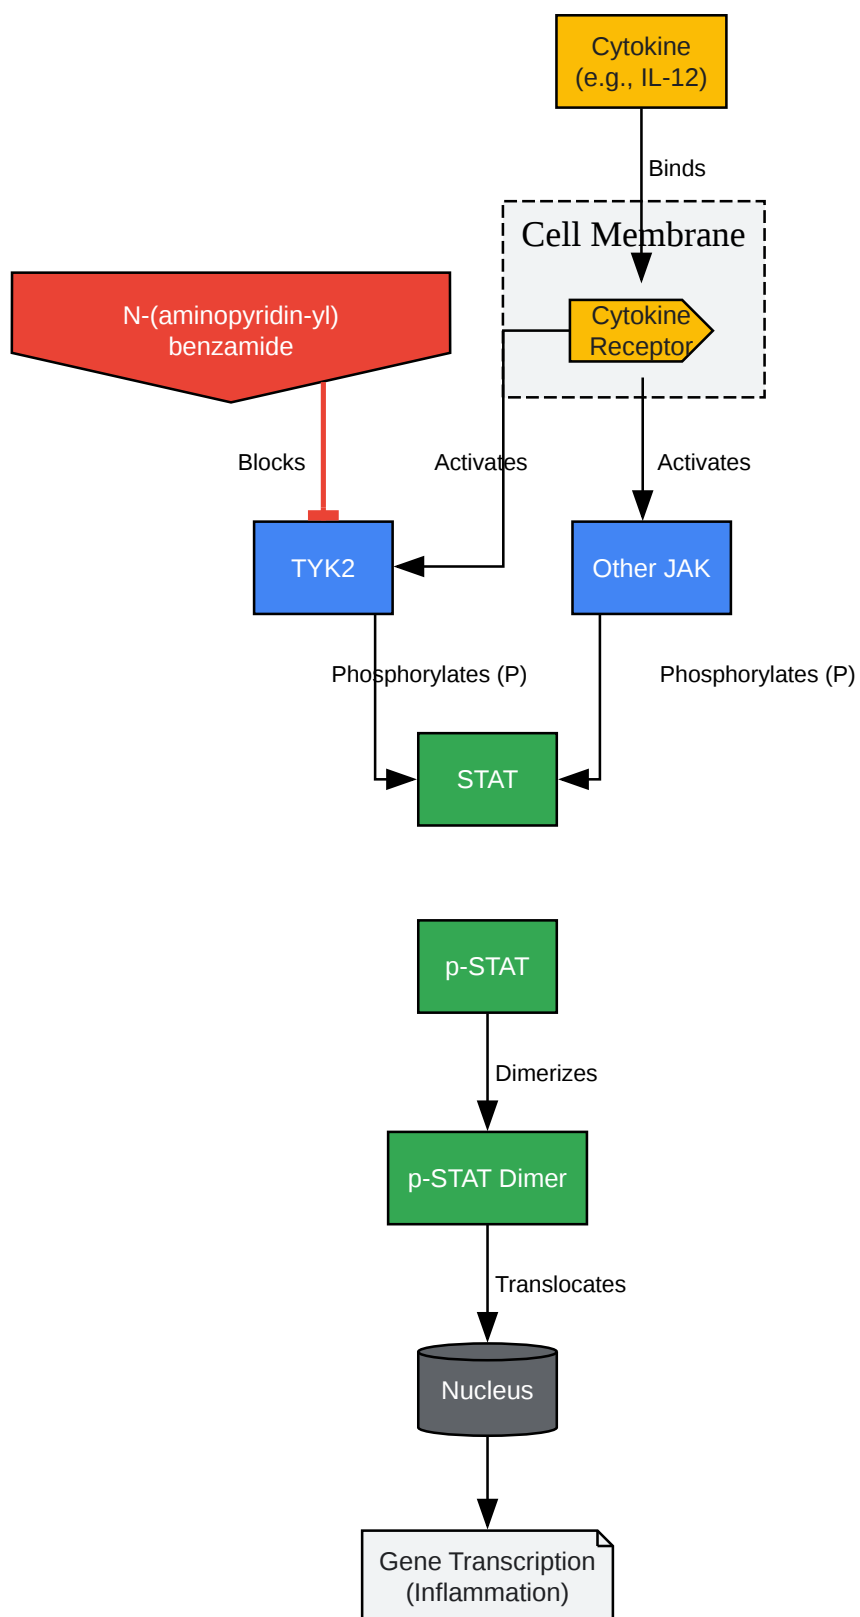 Cytokine
(e.g., IL-12)
Binds
Cell Membrane
N-(aminopyridin-yl)
benzamide
Cytokine
Receptor
Blocks
Activates
Activates
TYK2
Other JAK
Phosphorylates (P)
Phosphorylates (P)
STAT
p-STAT
Dimerizes
p-STAT Dimer
Translocates
Nucleus
Gene Transcription
(Inflammation)